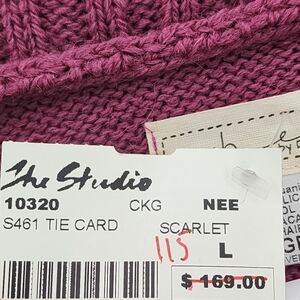 The Studio
10320 CKG NEE
S461 TIE CARD SCARLET
115 L
$ 169.00